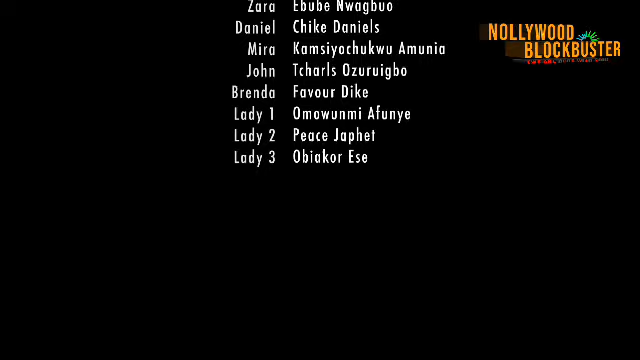 Zara Ebube Nwagbuo
Daniel Chike Daniels
Mira Kamsiyochukwu Amunia
John Tcharls Ozuruigbo
Brenda Favour Dike
Lady 1 Omowunmi Afunye
Lady 2 Peace Japhet
Lady 3 Obiakor Ese
NOLLYWOOD
BLOCKBUSTER